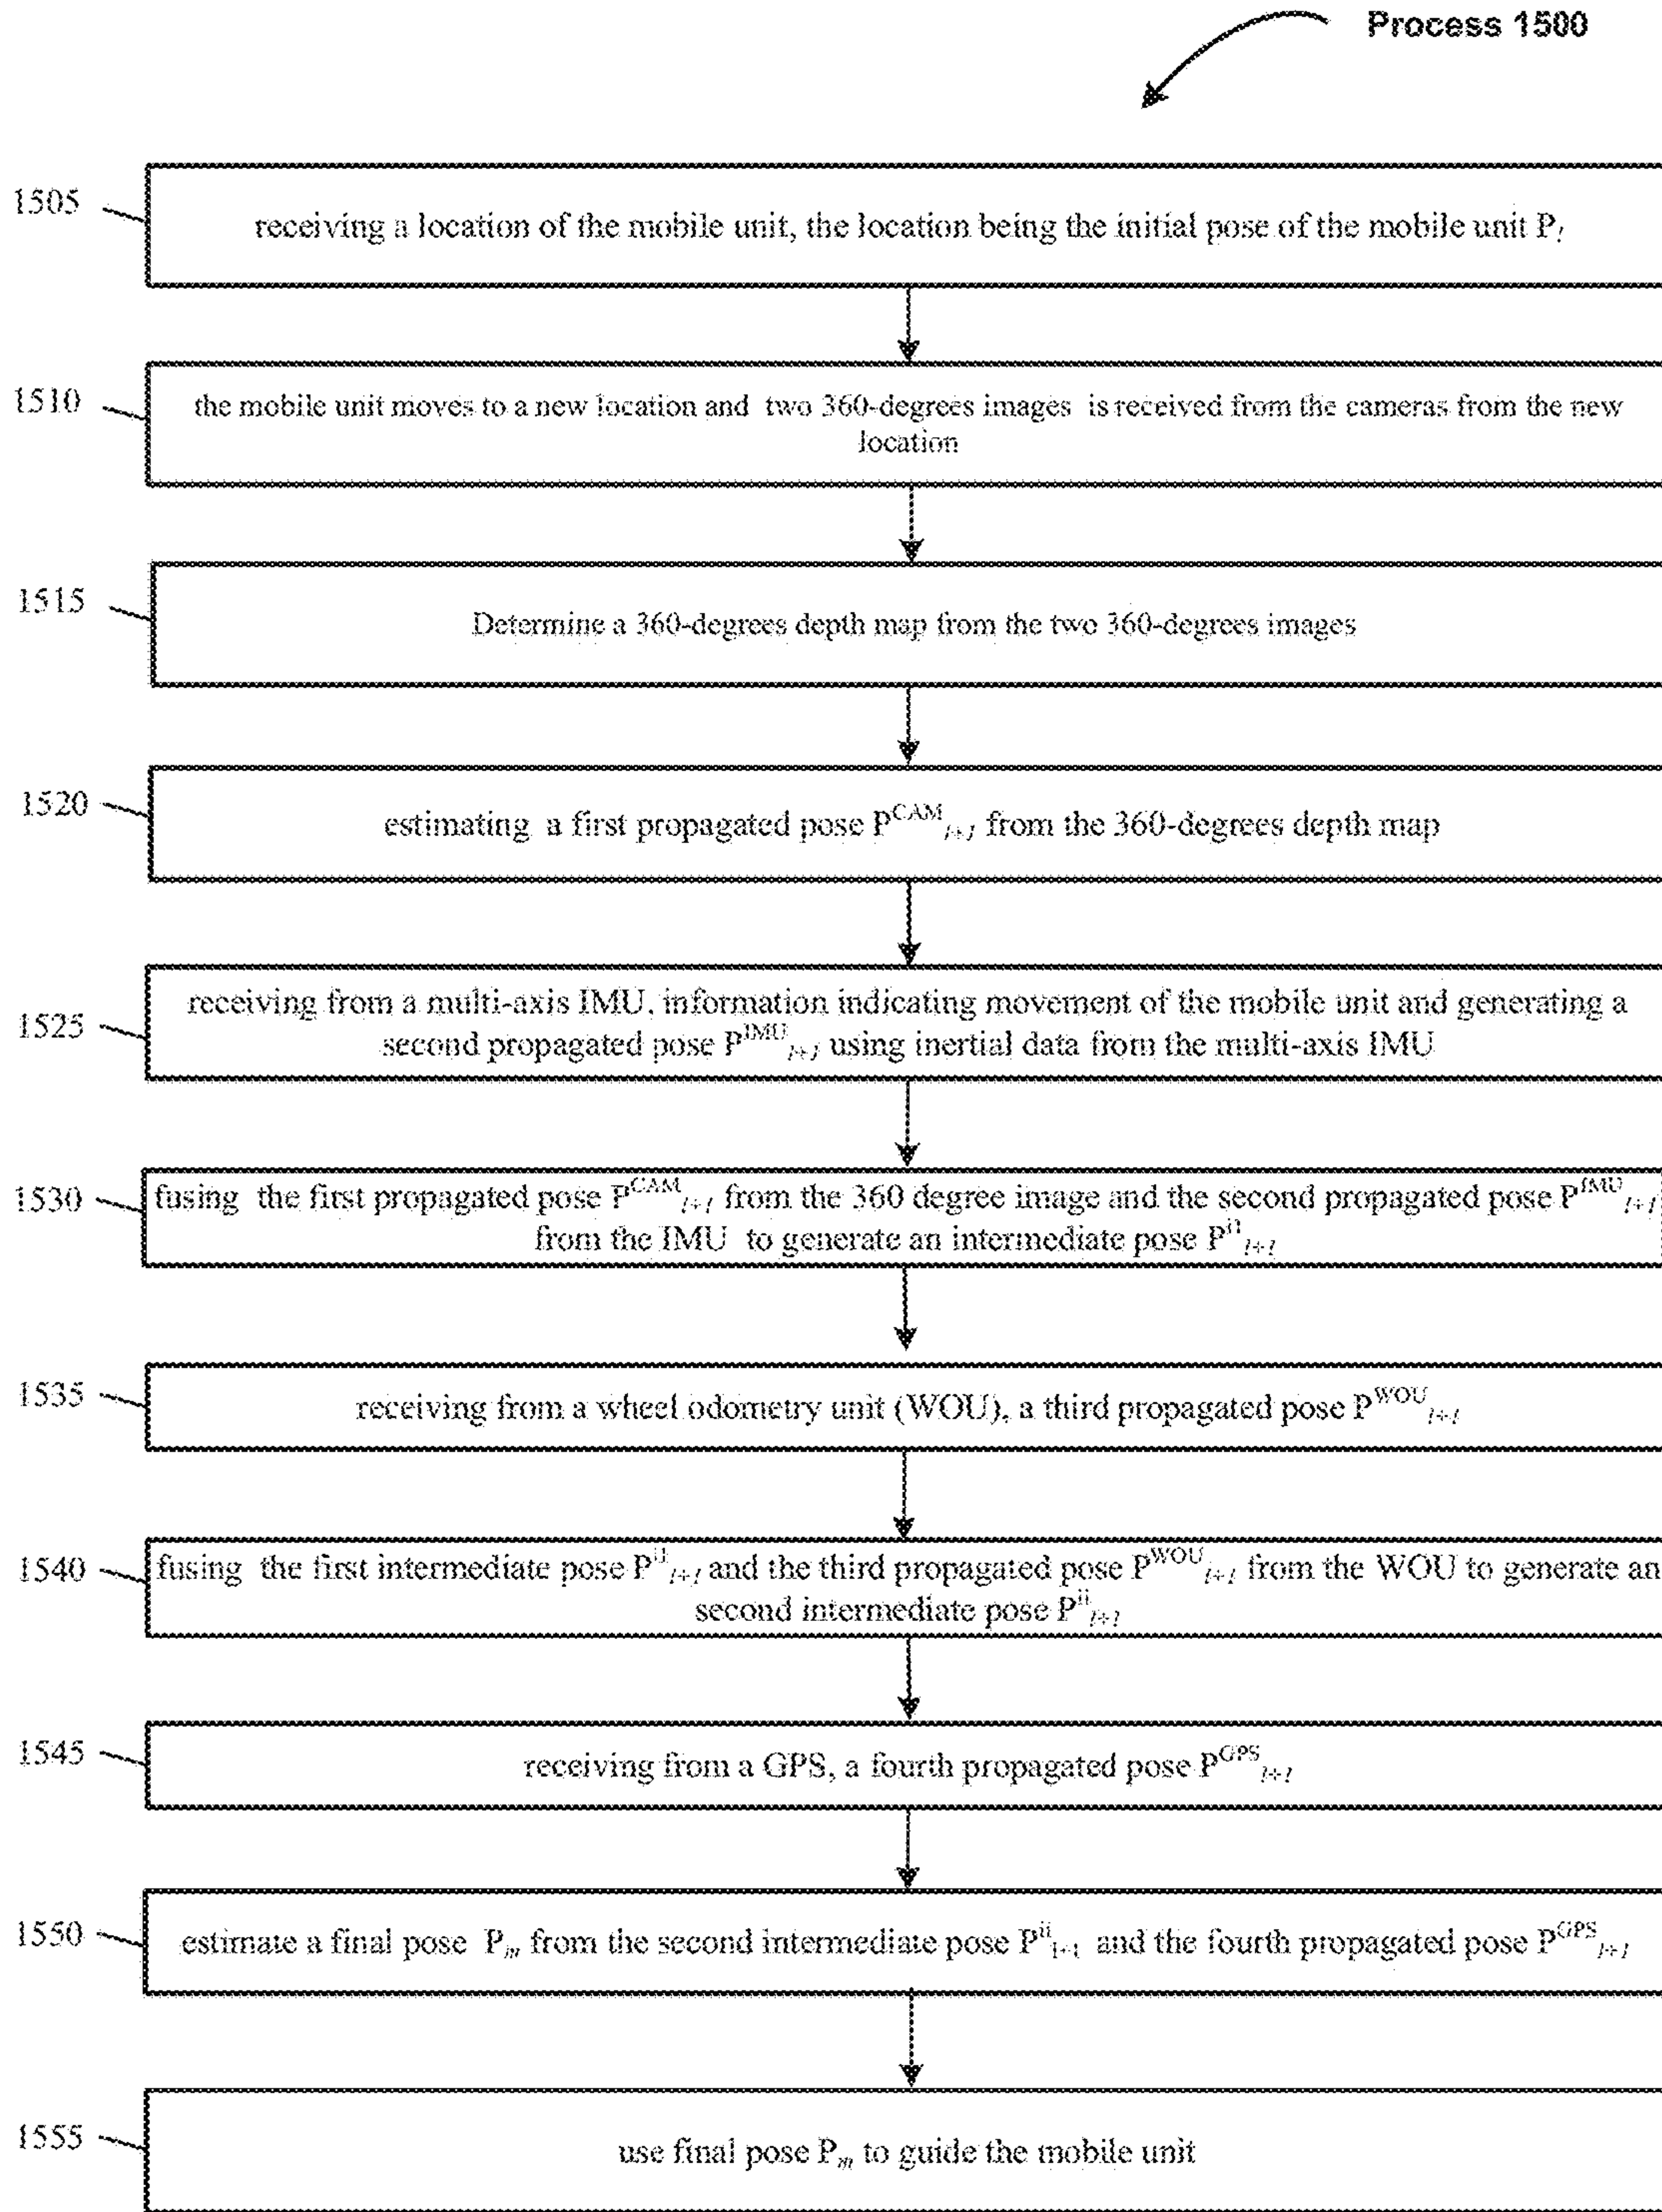 Process 1500
1505
receiving a location of the mobile unit, the location being the initial pose of the mobile unit P_l
1510
the mobile unit moves to a new location and two 360-degrees images is received from the cameras from the new
location
1515
Determine a 360-degrees depth map from the two 360-degrees images
1520
estimating a first propagated pose P^CAM_l+1 from the 360-degrees depth map
1525
receiving from a multi-axis IMU, information indicating movement of the mobile unit and generating a
second propagated pose P^IMU_l+1 using inertial data from the multi-axis IMU
1530
fusing the first propagated pose P^CAM_l+1 from the 360 degree image and the second propagated pose P^IMU_l+1
from the IMU to generate an intermediate pose P^i1_l+1
1535
receiving from a wheel odometry unit (WOU), a third propagated pose P^WOU_l+1
1540
fusing the first intermediate pose P^i1_l+1 and the third propagated pose P^WOU_l+1 from the WOU to generate an
second intermediate pose P^ii_l+1
1545
receiving from a GPS, a fourth propagated pose P^GPS_l+1
1550
estimate a final pose P_m from the second intermediate pose P^ii_l+1 and the fourth propagated pose P^GPS_l+1
1555
use final pose P_m to guide the mobile unit